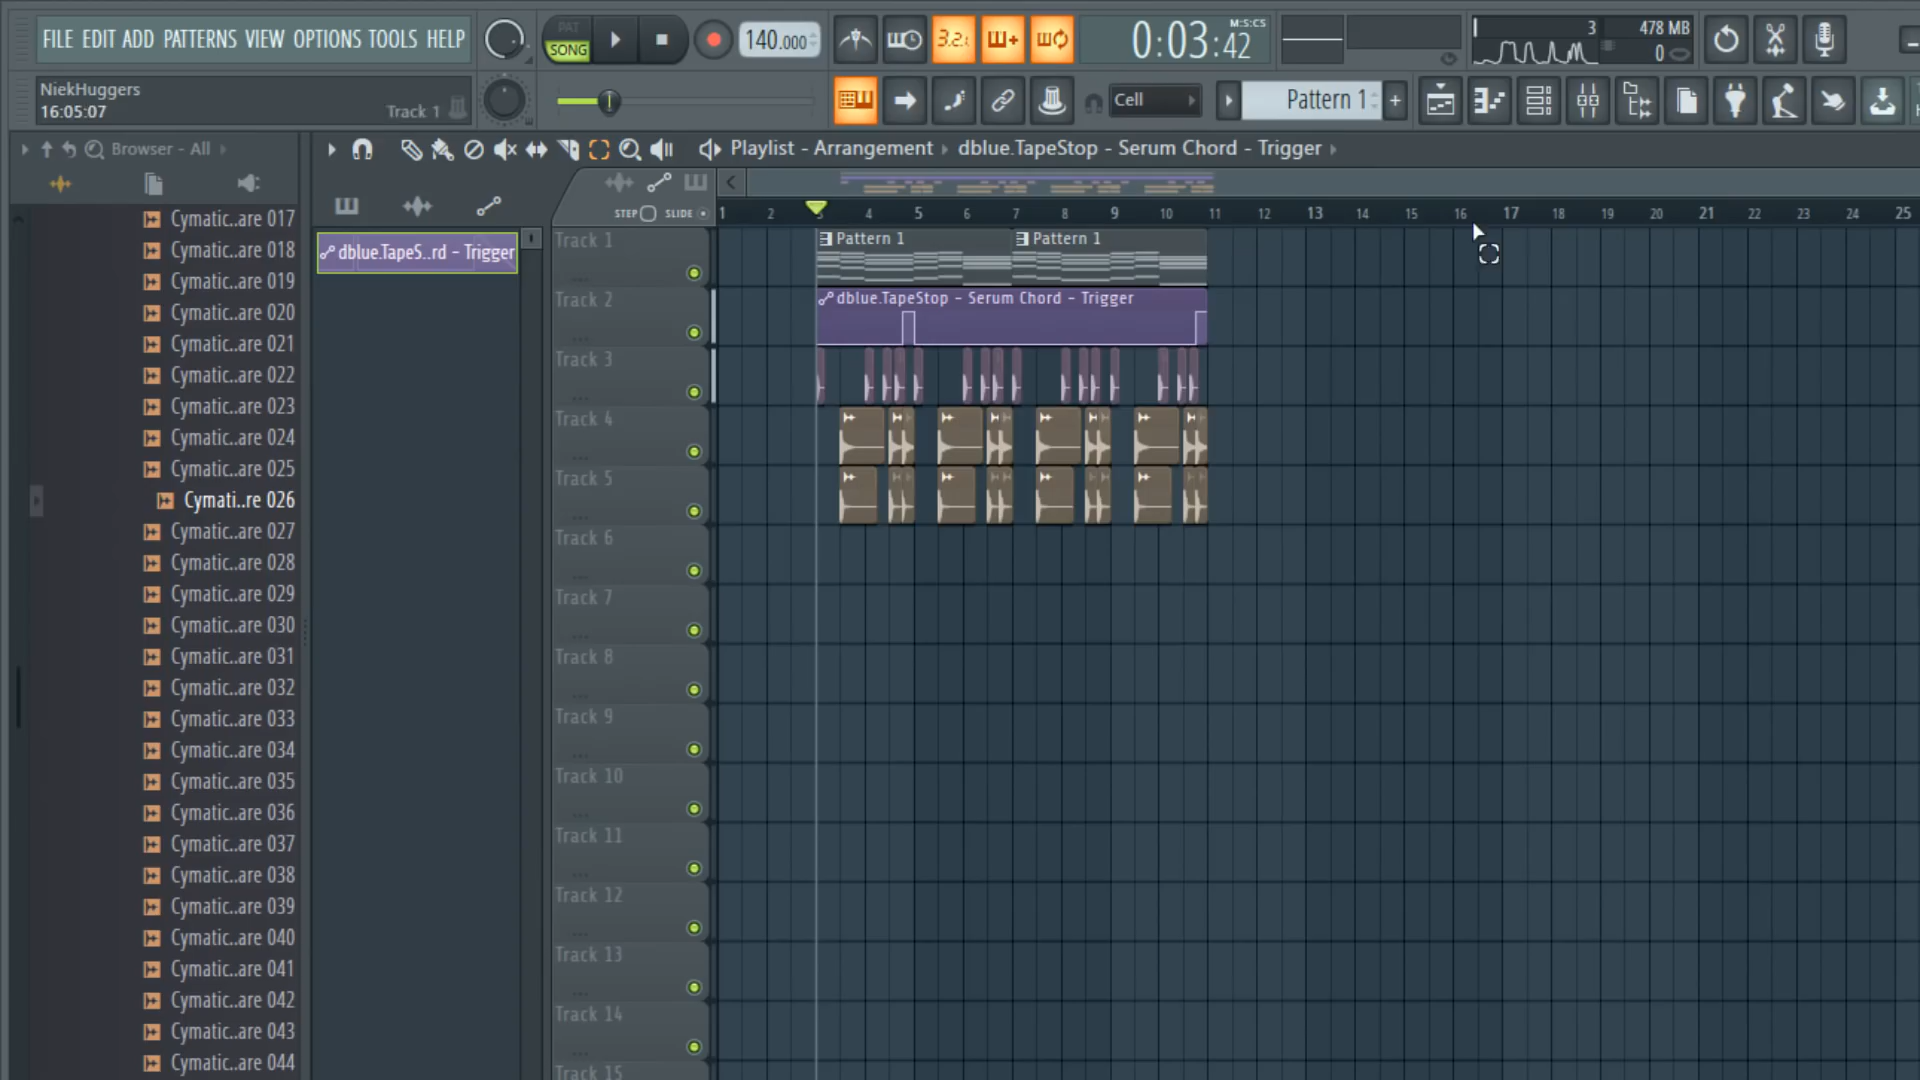 FILE EDIT ADD PATTERNS VIEW OPTIONS TOOLS HELP
PAT
SONG
140.000
3.2.
0:03:42
M:S:CS
3
478 MB
0
NiekHuggers
16:05:07
Track 1
Cell
Pattern 1
+
Browser - All
Playlist - Arrangement
dblue.TapeStop - Serum Chord - Trigger
STEP
SLIDE
1 2 3 4 5 6 7 8 9 10 11 12 13 14 15 16 17 18 19 20 21 22 23 24 25
dblue.TapeS..rd - Trigger
Cymatic..are 017
Cymatic..are 018
Cymatic..are 019
Cymatic..are 020
Cymatic..are 021
Cymatic..are 022
Cymatic..are 023
Cymatic..are 024
Cymatic..are 025
Cymati..re 026
Cymatic..are 027
Cymatic..are 028
Cymatic..are 029
Cymatic..are 030
Cymatic..are 031
Cymatic..are 032
Cymatic..are 033
Cymatic..are 034
Cymatic..are 035
Cymatic..are 036
Cymatic..are 037
Cymatic..are 038
Cymatic..are 039
Cymatic..are 040
Cymatic..are 041
Cymatic..are 042
Cymatic..are 043
Cymatic..are 044
Track 1
Pattern 1
Pattern 1
Track 2
dblue.TapeStop - Serum Chord - Trigger
Track 3
Track 4
Track 5
Track 6
Track 7
Track 8
Track 9
Track 10
Track 11
Track 12
Track 13
Track 14
Track 15